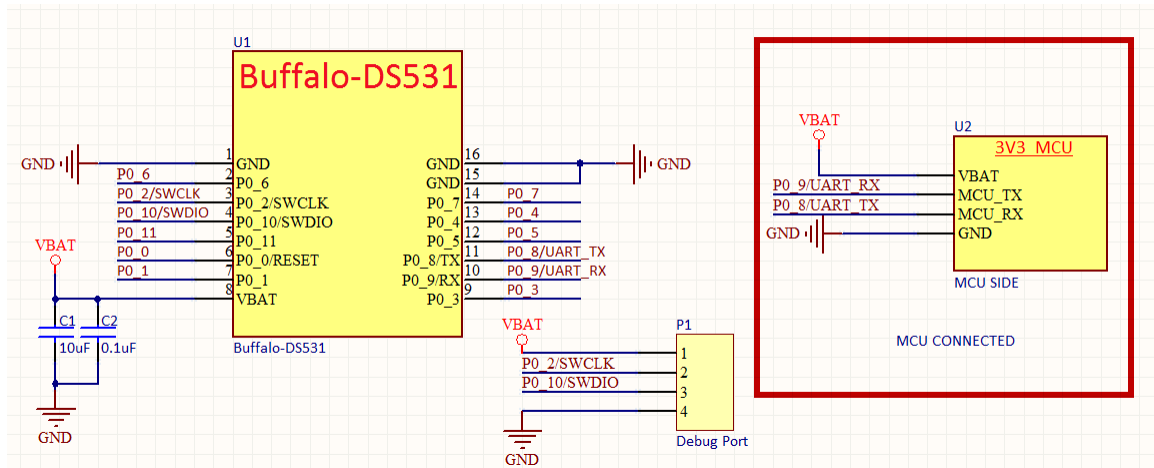 U1
Buffalo-DS531
GND
1
GND
P0_6
2
P0_6
P0_2/SWCLK
3
P0_2/SWCLK
P0_10/SWDIO
4
P0_10/SWDIO
P0_11
5
P0_11
P0_0
6
P0_0/RESET
P0_1
7
P0_1
8
VBAT
GND
16
GND
GND
15
P0_7
14
P0_7
P0_4
13
P0_4
P0_5
12
P0_5
P0_8/TX
11
P0_8/UART_TX
P0_9/RX
10
P0_9/UART_RX
P0_3
9
P0_3
Buffalo-DS531
VBAT
C1
10uF
C2
0.1uF
GND
VBAT
P0_2/SWCLK
P0_10/SWDIO
GND
P1
1
2
3
4
Debug Port
VBAT
P0_9/UART_RX
P0_8/UART_TX
GND
U2
3V3 MCU
VBAT
MCU_TX
MCU_RX
GND
MCU SIDE
MCU CONNECTED